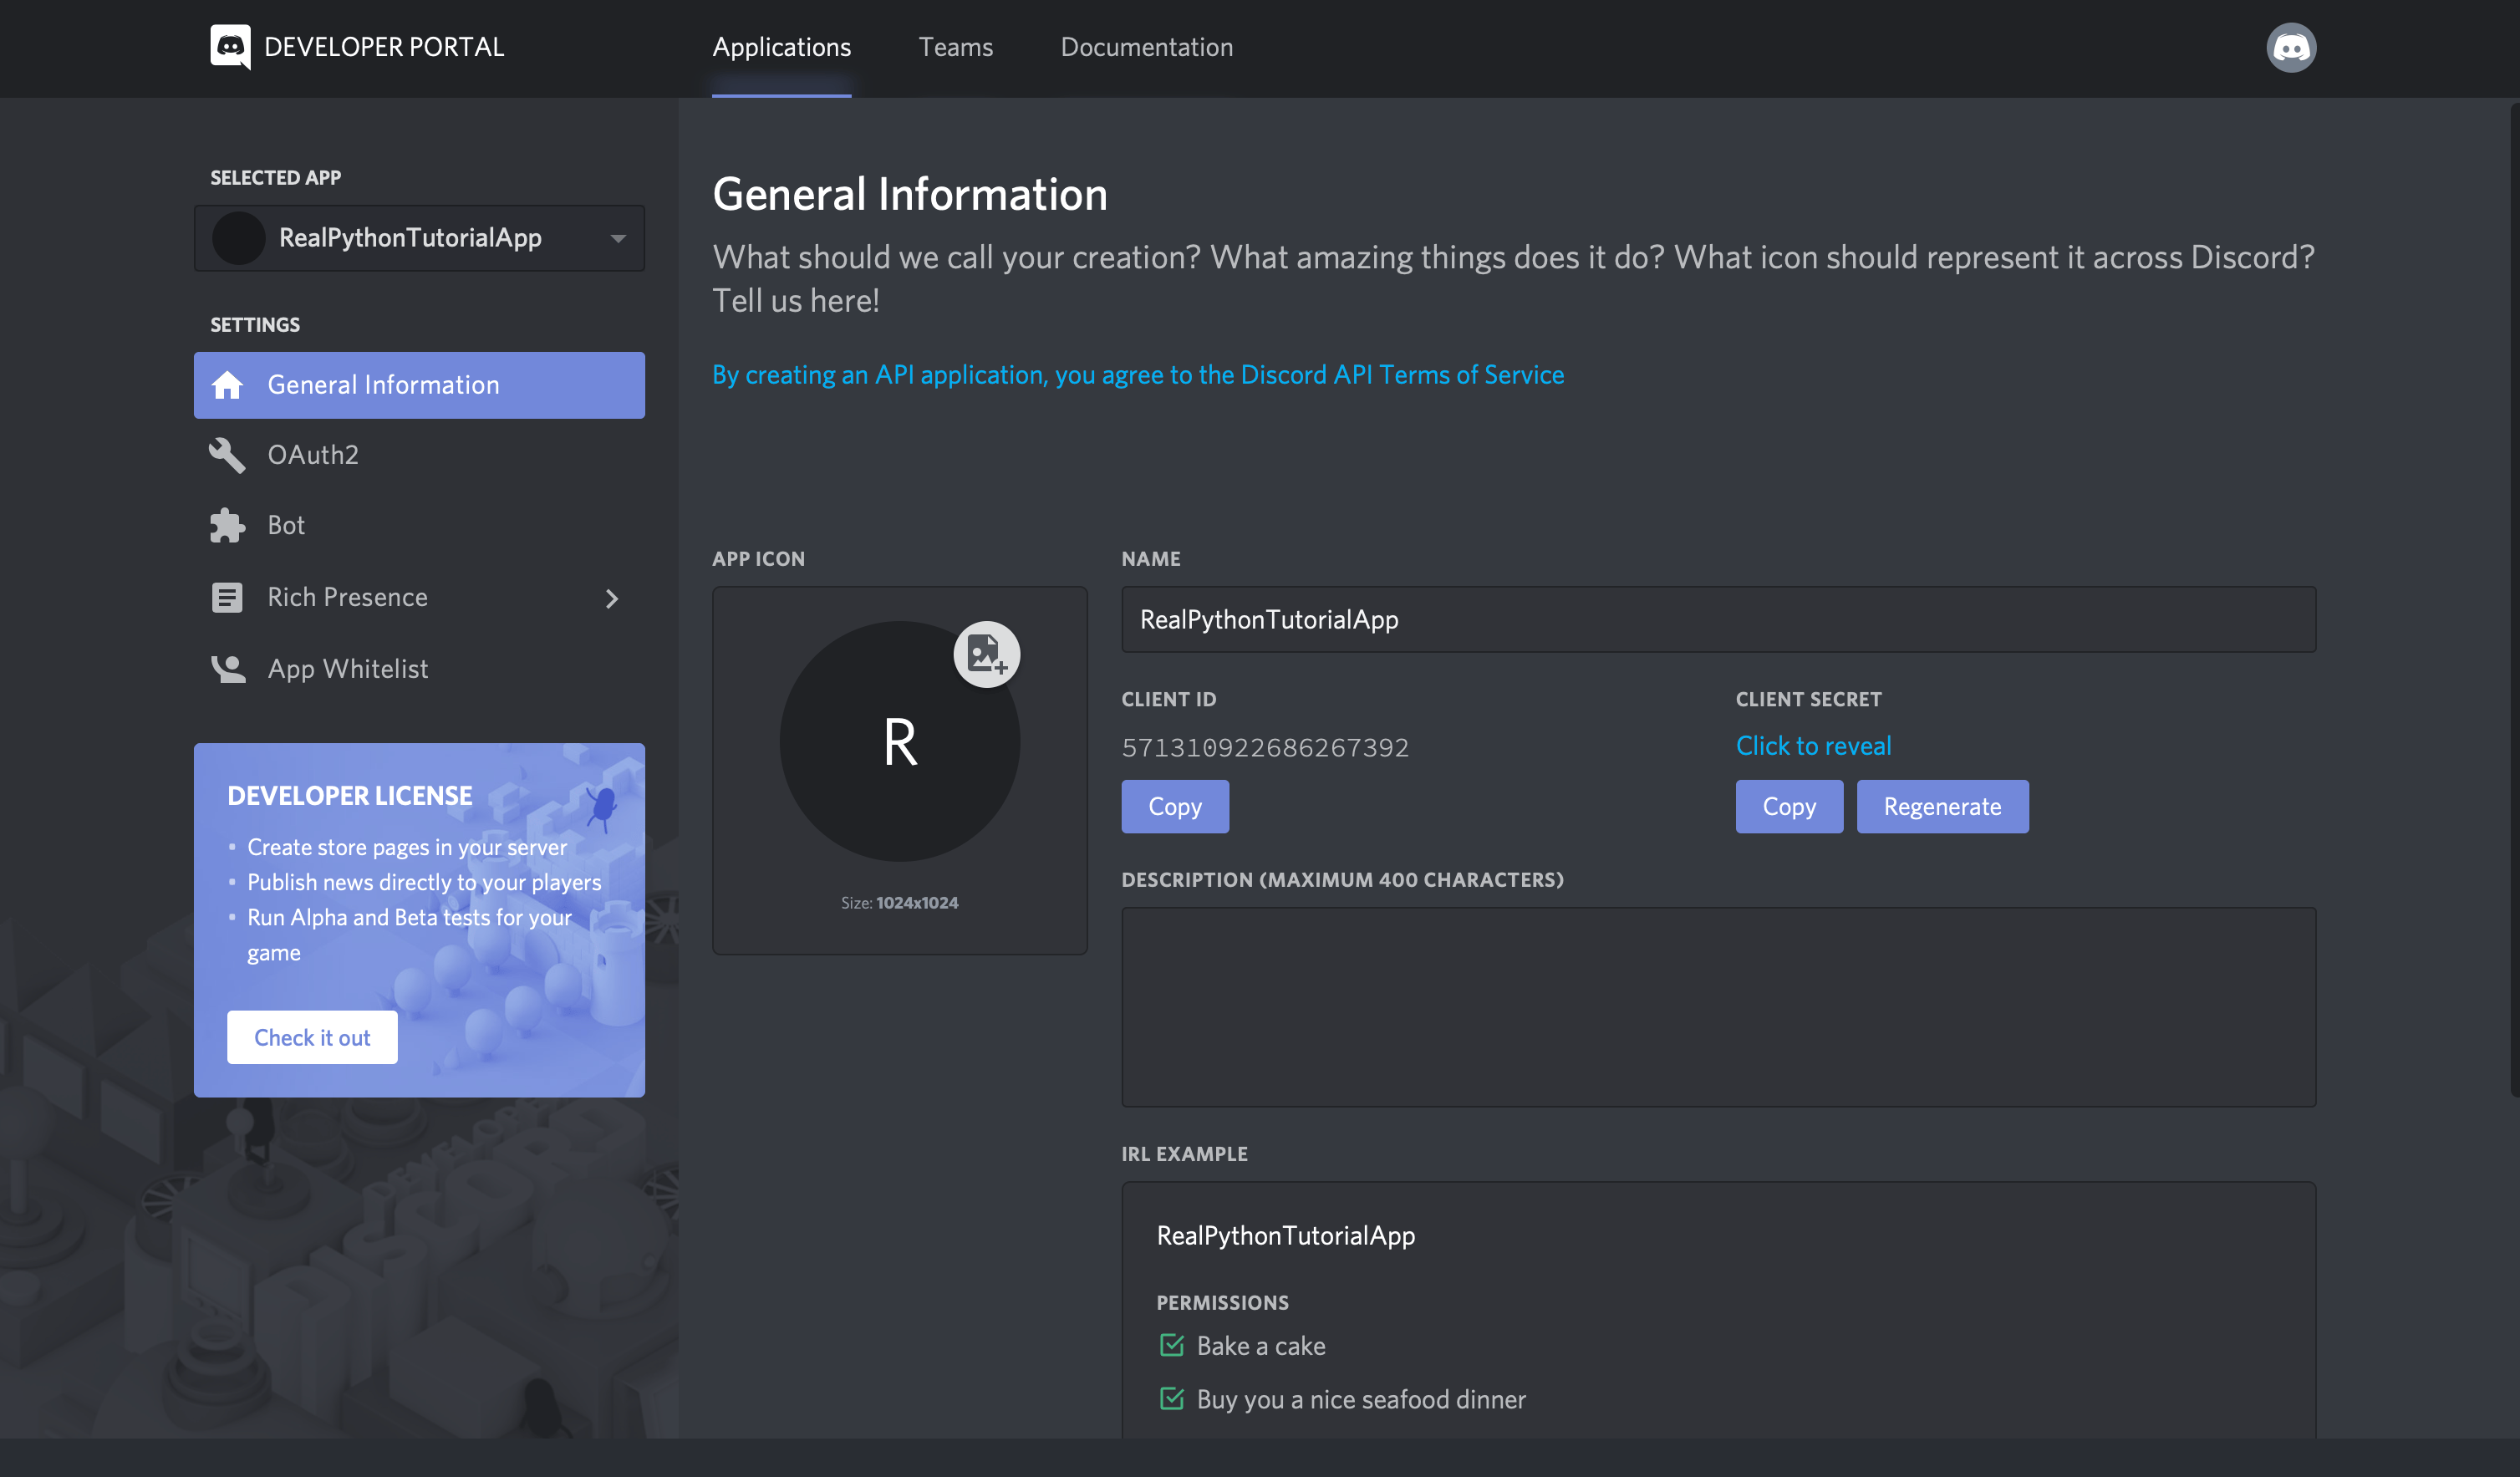 DEVELOPER PORTAL
Applications
Teams
Documentation
SELECTED APP
RealPythonTutorialApp
SETTINGS
General Information
OAuth2
Bot
Rich Presence
App Whitelist
DEVELOPER LICENSE
• Create store pages in your server
• Publish news directly to your players
• Run Alpha and Beta tests for your
game
Check it out
General Information
What should we call your creation? What amazing things does it do? What icon should represent it across Discord?
Tell us here!
By creating an API application, you agree to the Discord API Terms of Service
APP ICON
R
Size: 1024x1024
NAME
RealPythonTutorialApp
CLIENT ID
571310922686267392
Copy
CLIENT SECRET
Click to reveal
Copy
Regenerate
DESCRIPTION (MAXIMUM 400 CHARACTERS)
IRL EXAMPLE
RealPythonTutorialApp
PERMISSIONS
Bake a cake
Buy you a nice seafood dinner